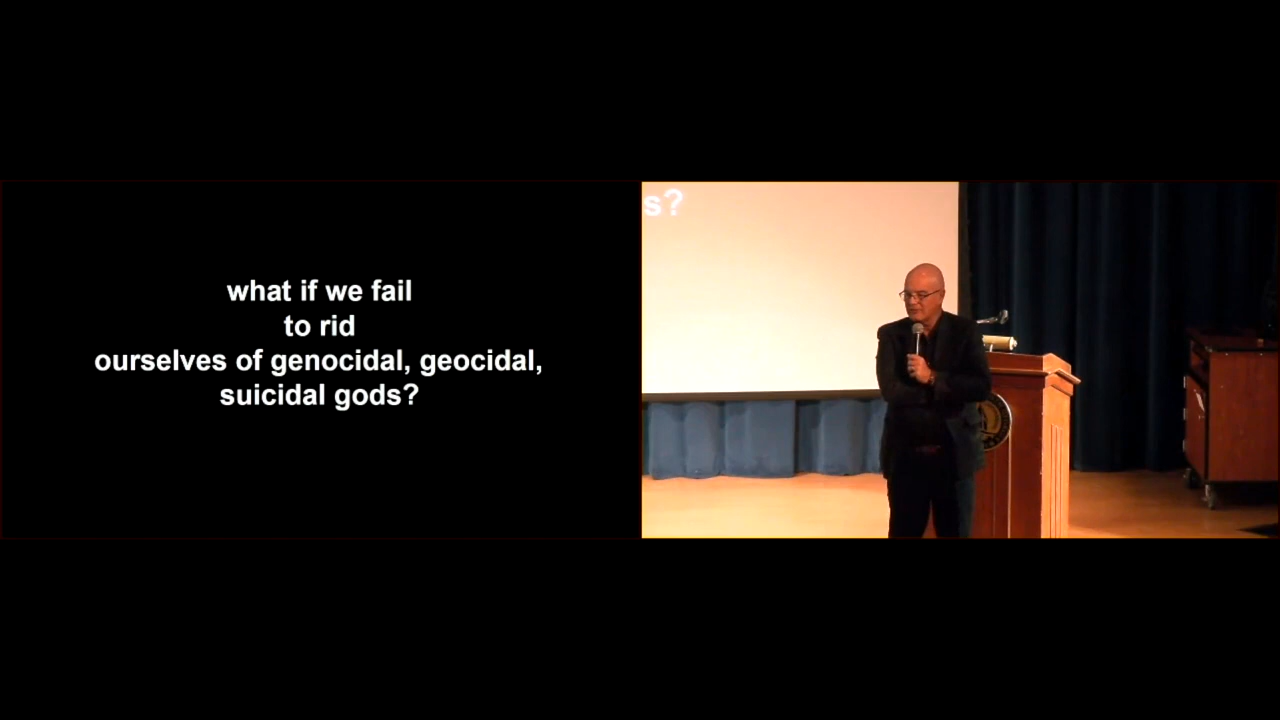 what if we fail
to rid
ourselves of genocidal, geocidal,
suicidal gods?
s?